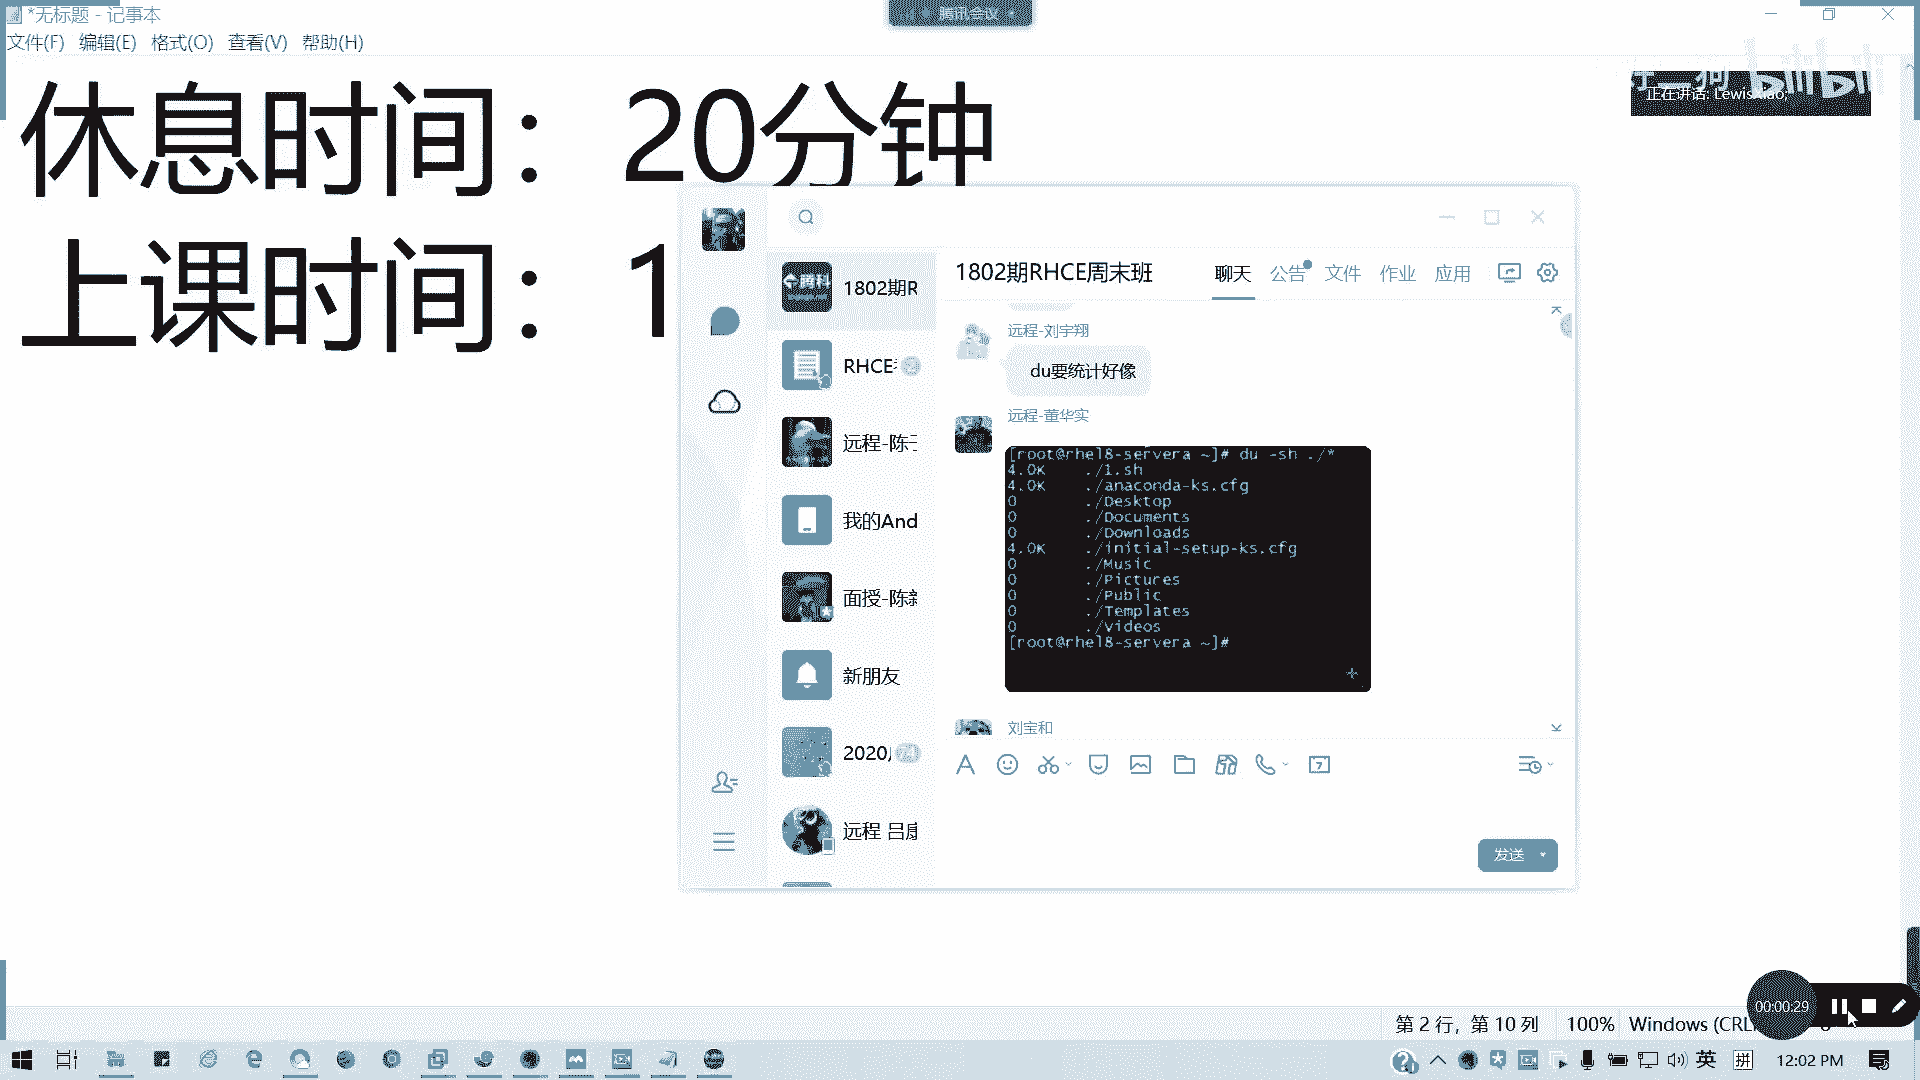 *无标题 - 记事本
腾讯会议
文件(F) 编辑(E) 格式(O) 查看(V) 帮助(H)
休息时间：20分钟
上课时间：1
bilibili
正在讲话: LewisXiao;
1802期R
RHCE
远程-陈
我的And
面授-陈
新朋友
2020
远程 吕
1802期RHCE周末班
聊天 公告 文件 作业 应用
远程-刘宇翔
du要统计好像
远程-董华实
[root@rhel8-servera ~]# du -sh ./*
4.0K ./1.sh
4.0K ./anaconda-ks.cfg
0 ./Desktop
0 ./Documents
0 ./Downloads
4.0K ./initial-setup-ks.cfg
0 ./Music
0 ./Pictures
0 ./Public
0 ./Templates
0 ./Videos
[root@rhel8-servera ~]#
刘宝和
发送
00:00:29
第 2 行，第 10 列 100% Windows (CRL
英 拼 12:02 PM